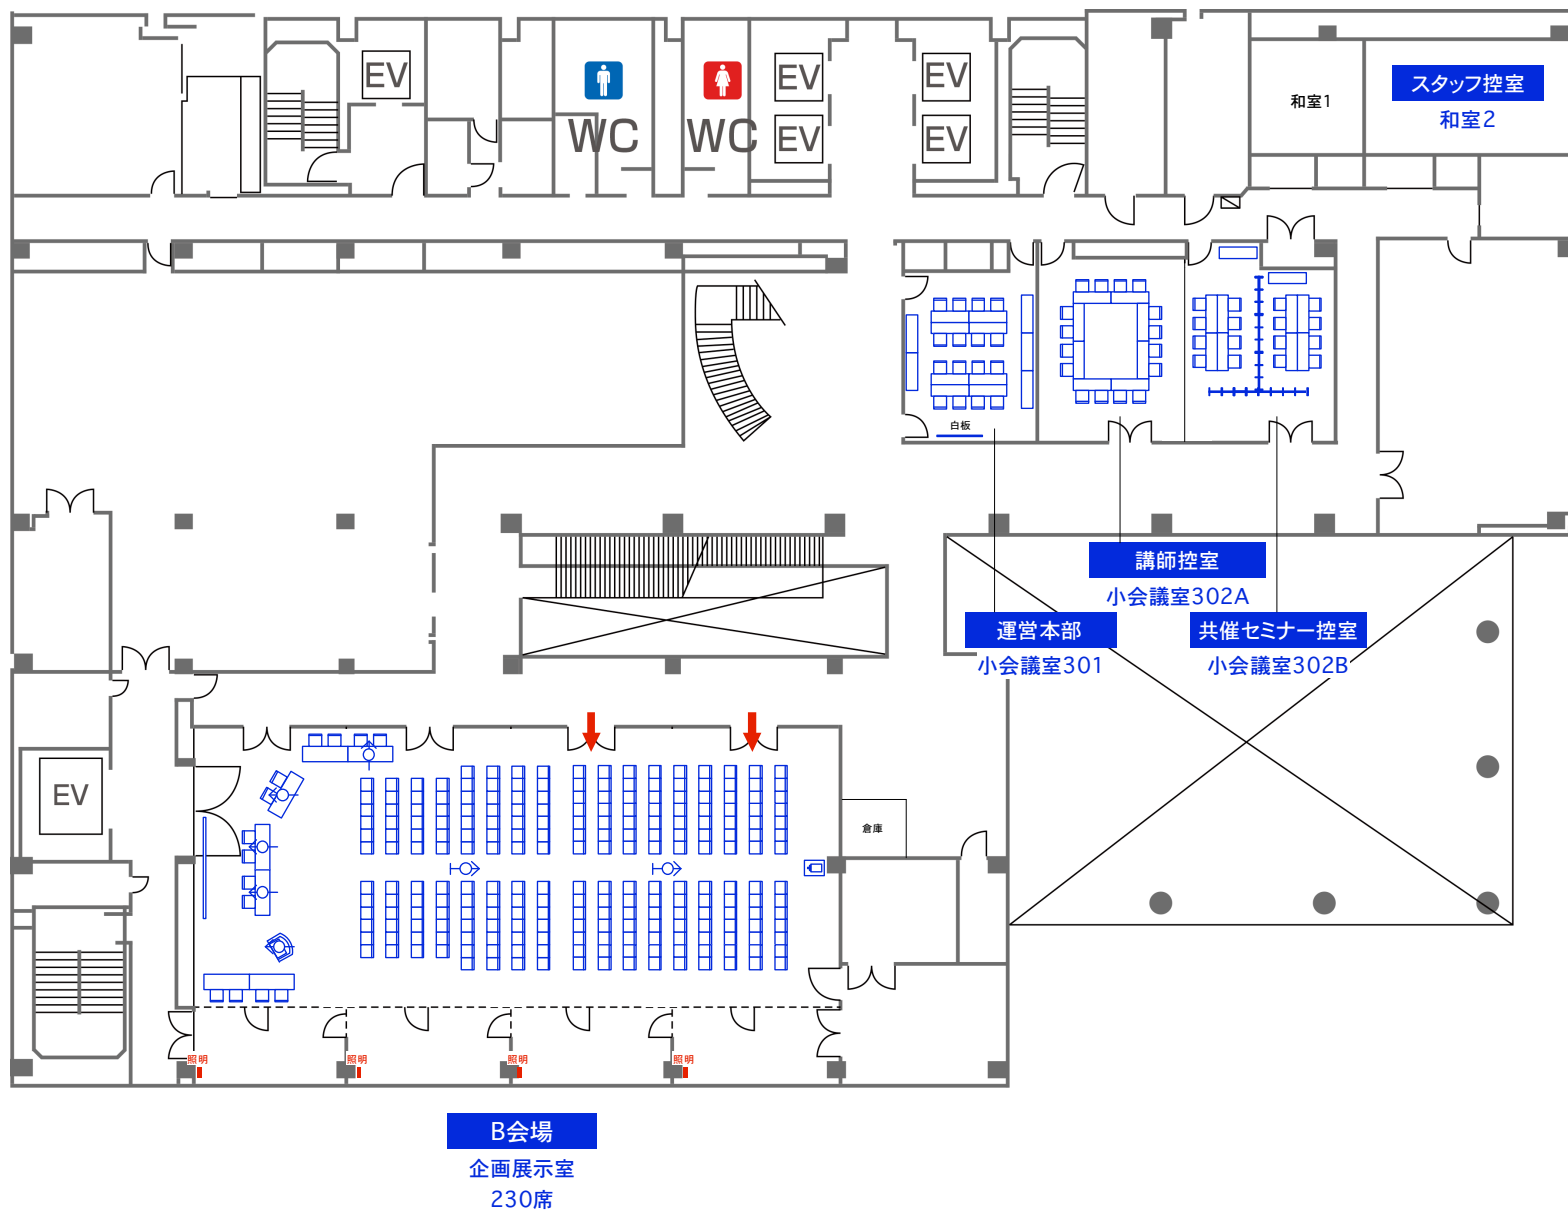 EV
WC
WC
EV
EV
EV
EV
和室1
スタッフ控室
和室2
白板
講師控室
小会議室302A
運営本部
小会議室301
共催セミナー控室
小会議室302B
EV
倉庫
照明
照明
照明
照明
B会場
企画展示室
230席